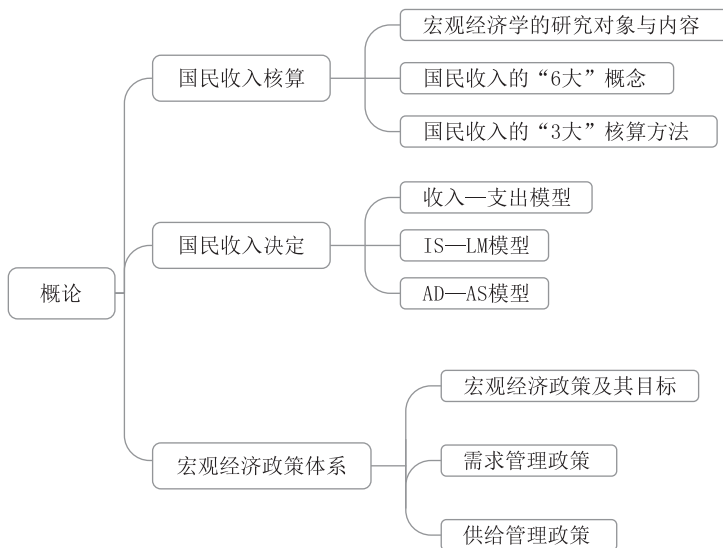 概论
国民收入核算
宏观经济学的研究对象与内容
国民收入的“6大”概念
国民收入的“3大”核算方法
国民收入决定
收入—支出模型
IS—LM模型
AD—AS模型
宏观经济政策体系
宏观经济政策及其目标
需求管理政策
供给管理政策